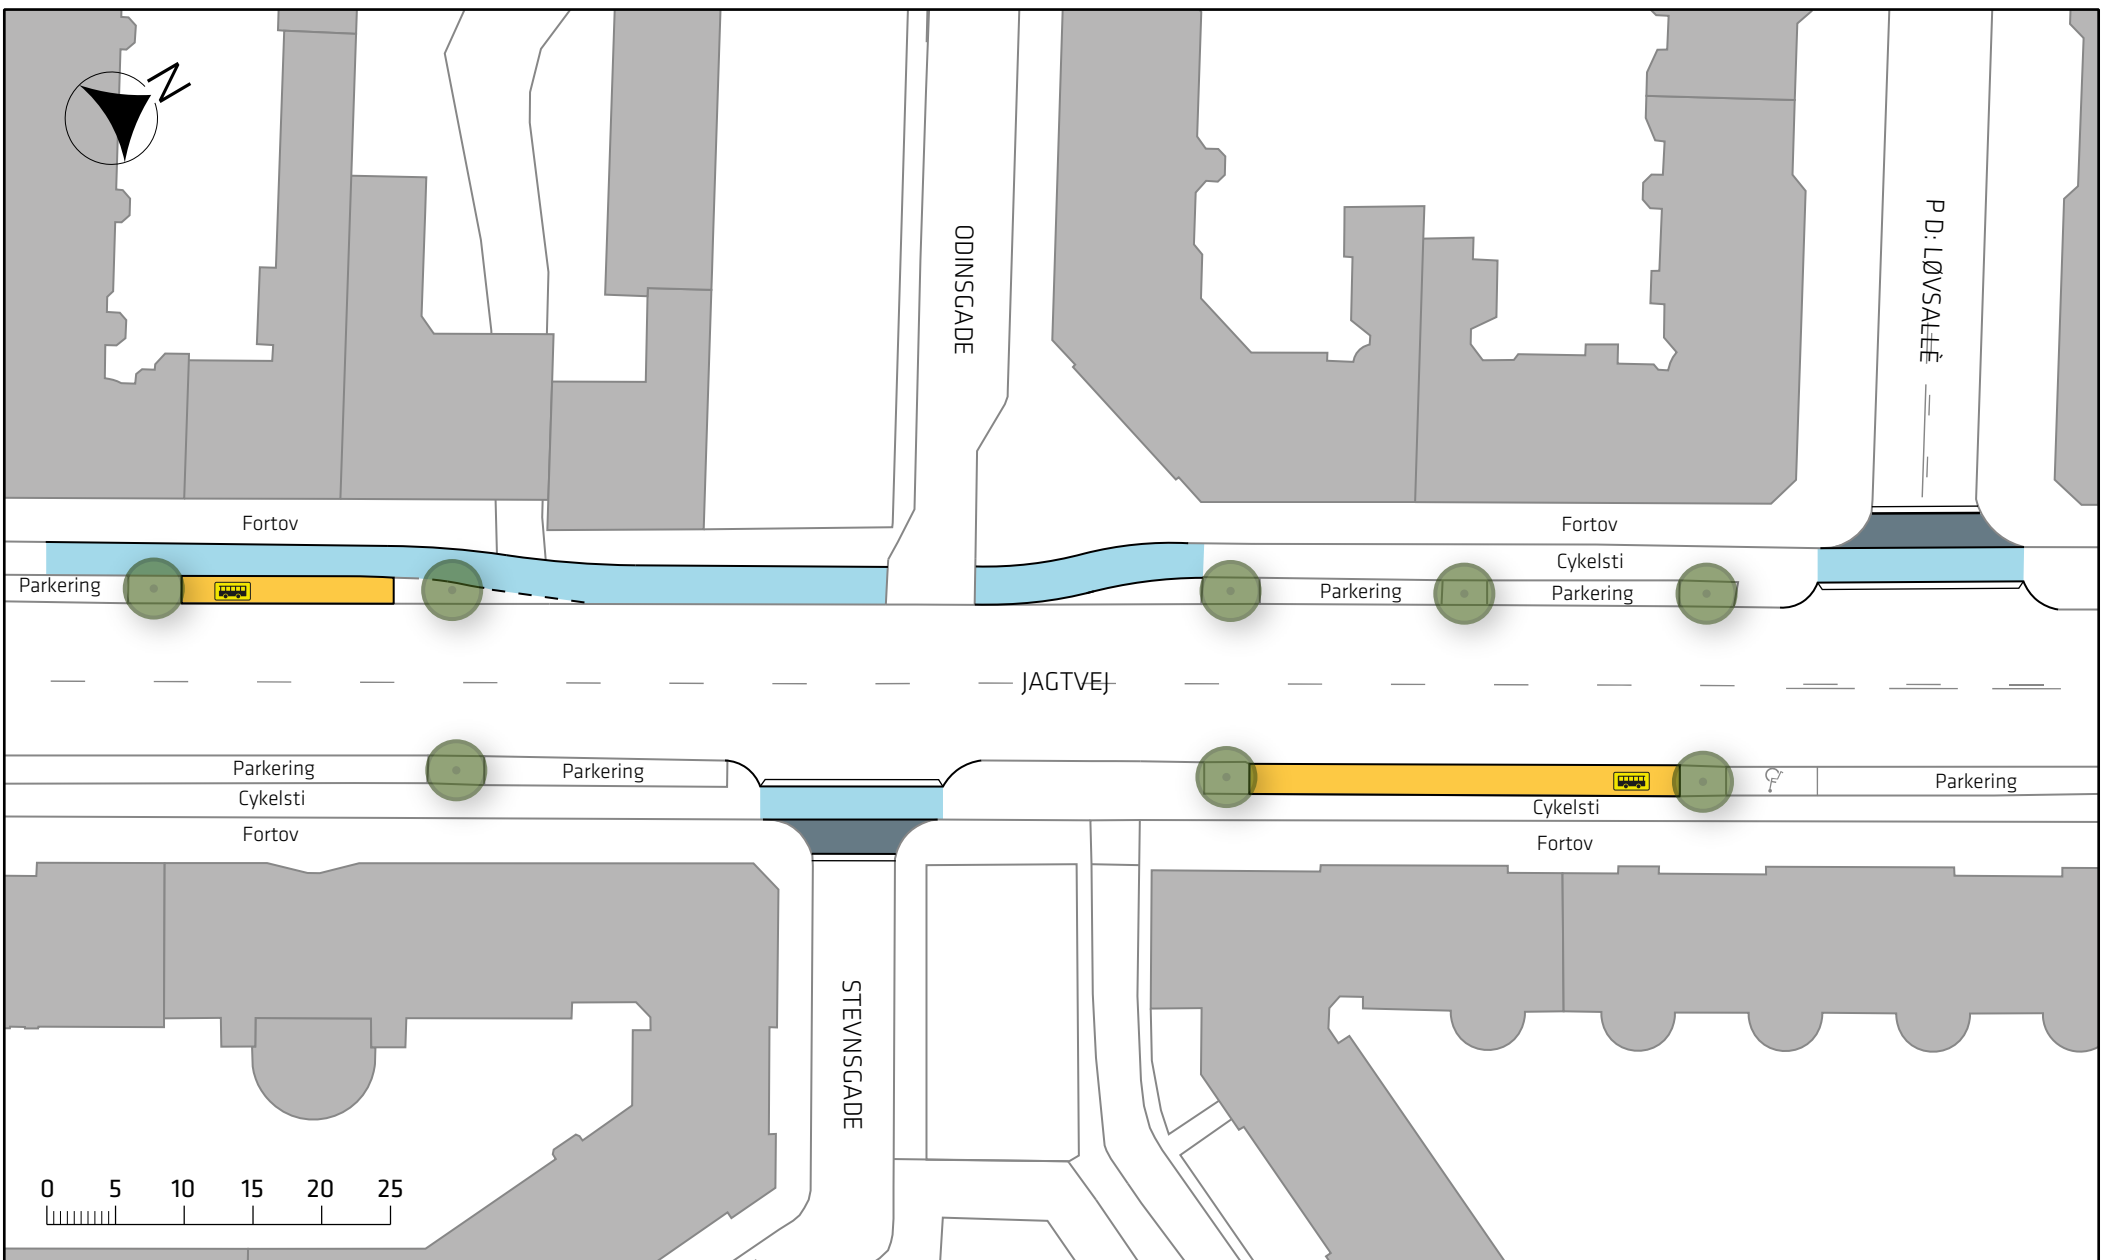 N
ODINSGADE
P D: LØVSALLÈ
Fortov
Fortov
Cykelsti
Parkering
Parkering
Parkering
JAGTVEJ
Parkering
Parkering
Parkering
Cykelsti
Cykelsti
Fortov
Fortov
STEVNSGADE
0 5 10 15 20 25